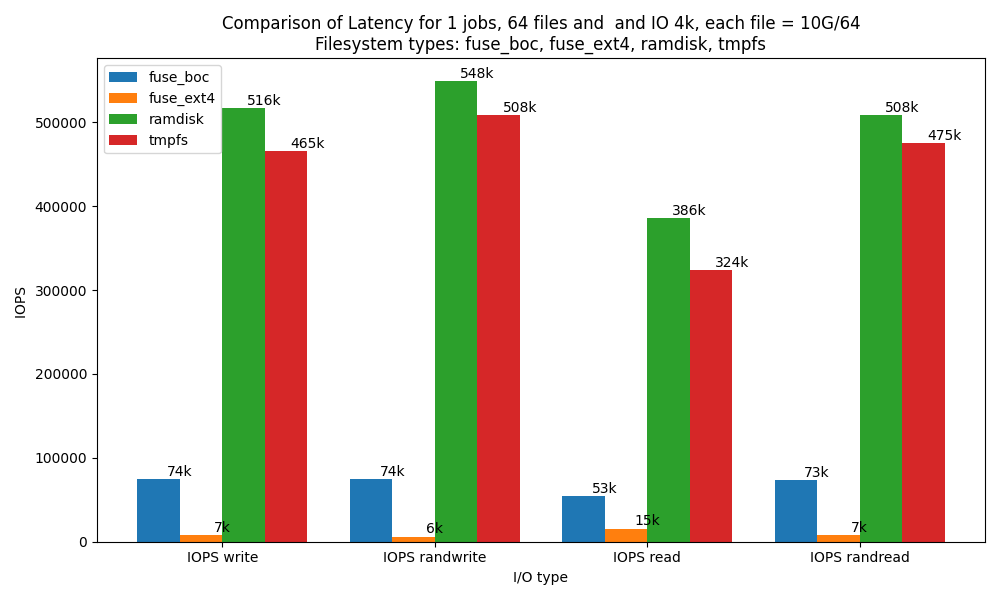 Comparison of Latency for 1 jobs, 64 files and  and IO 4k, each file = 10G/64
Filesystem types: fuse_boc, fuse_ext4, ramdisk, tmpfs
fuse_boc
fuse_ext4
ramdisk
tmpfs
IOPS
500000
400000
300000
200000
100000
0
74k
7k
516k
465k
74k
6k
548k
508k
53k
15k
386k
324k
73k
7k
508k
475k
IOPS write
IOPS randwrite
IOPS read
IOPS randread
I/O type